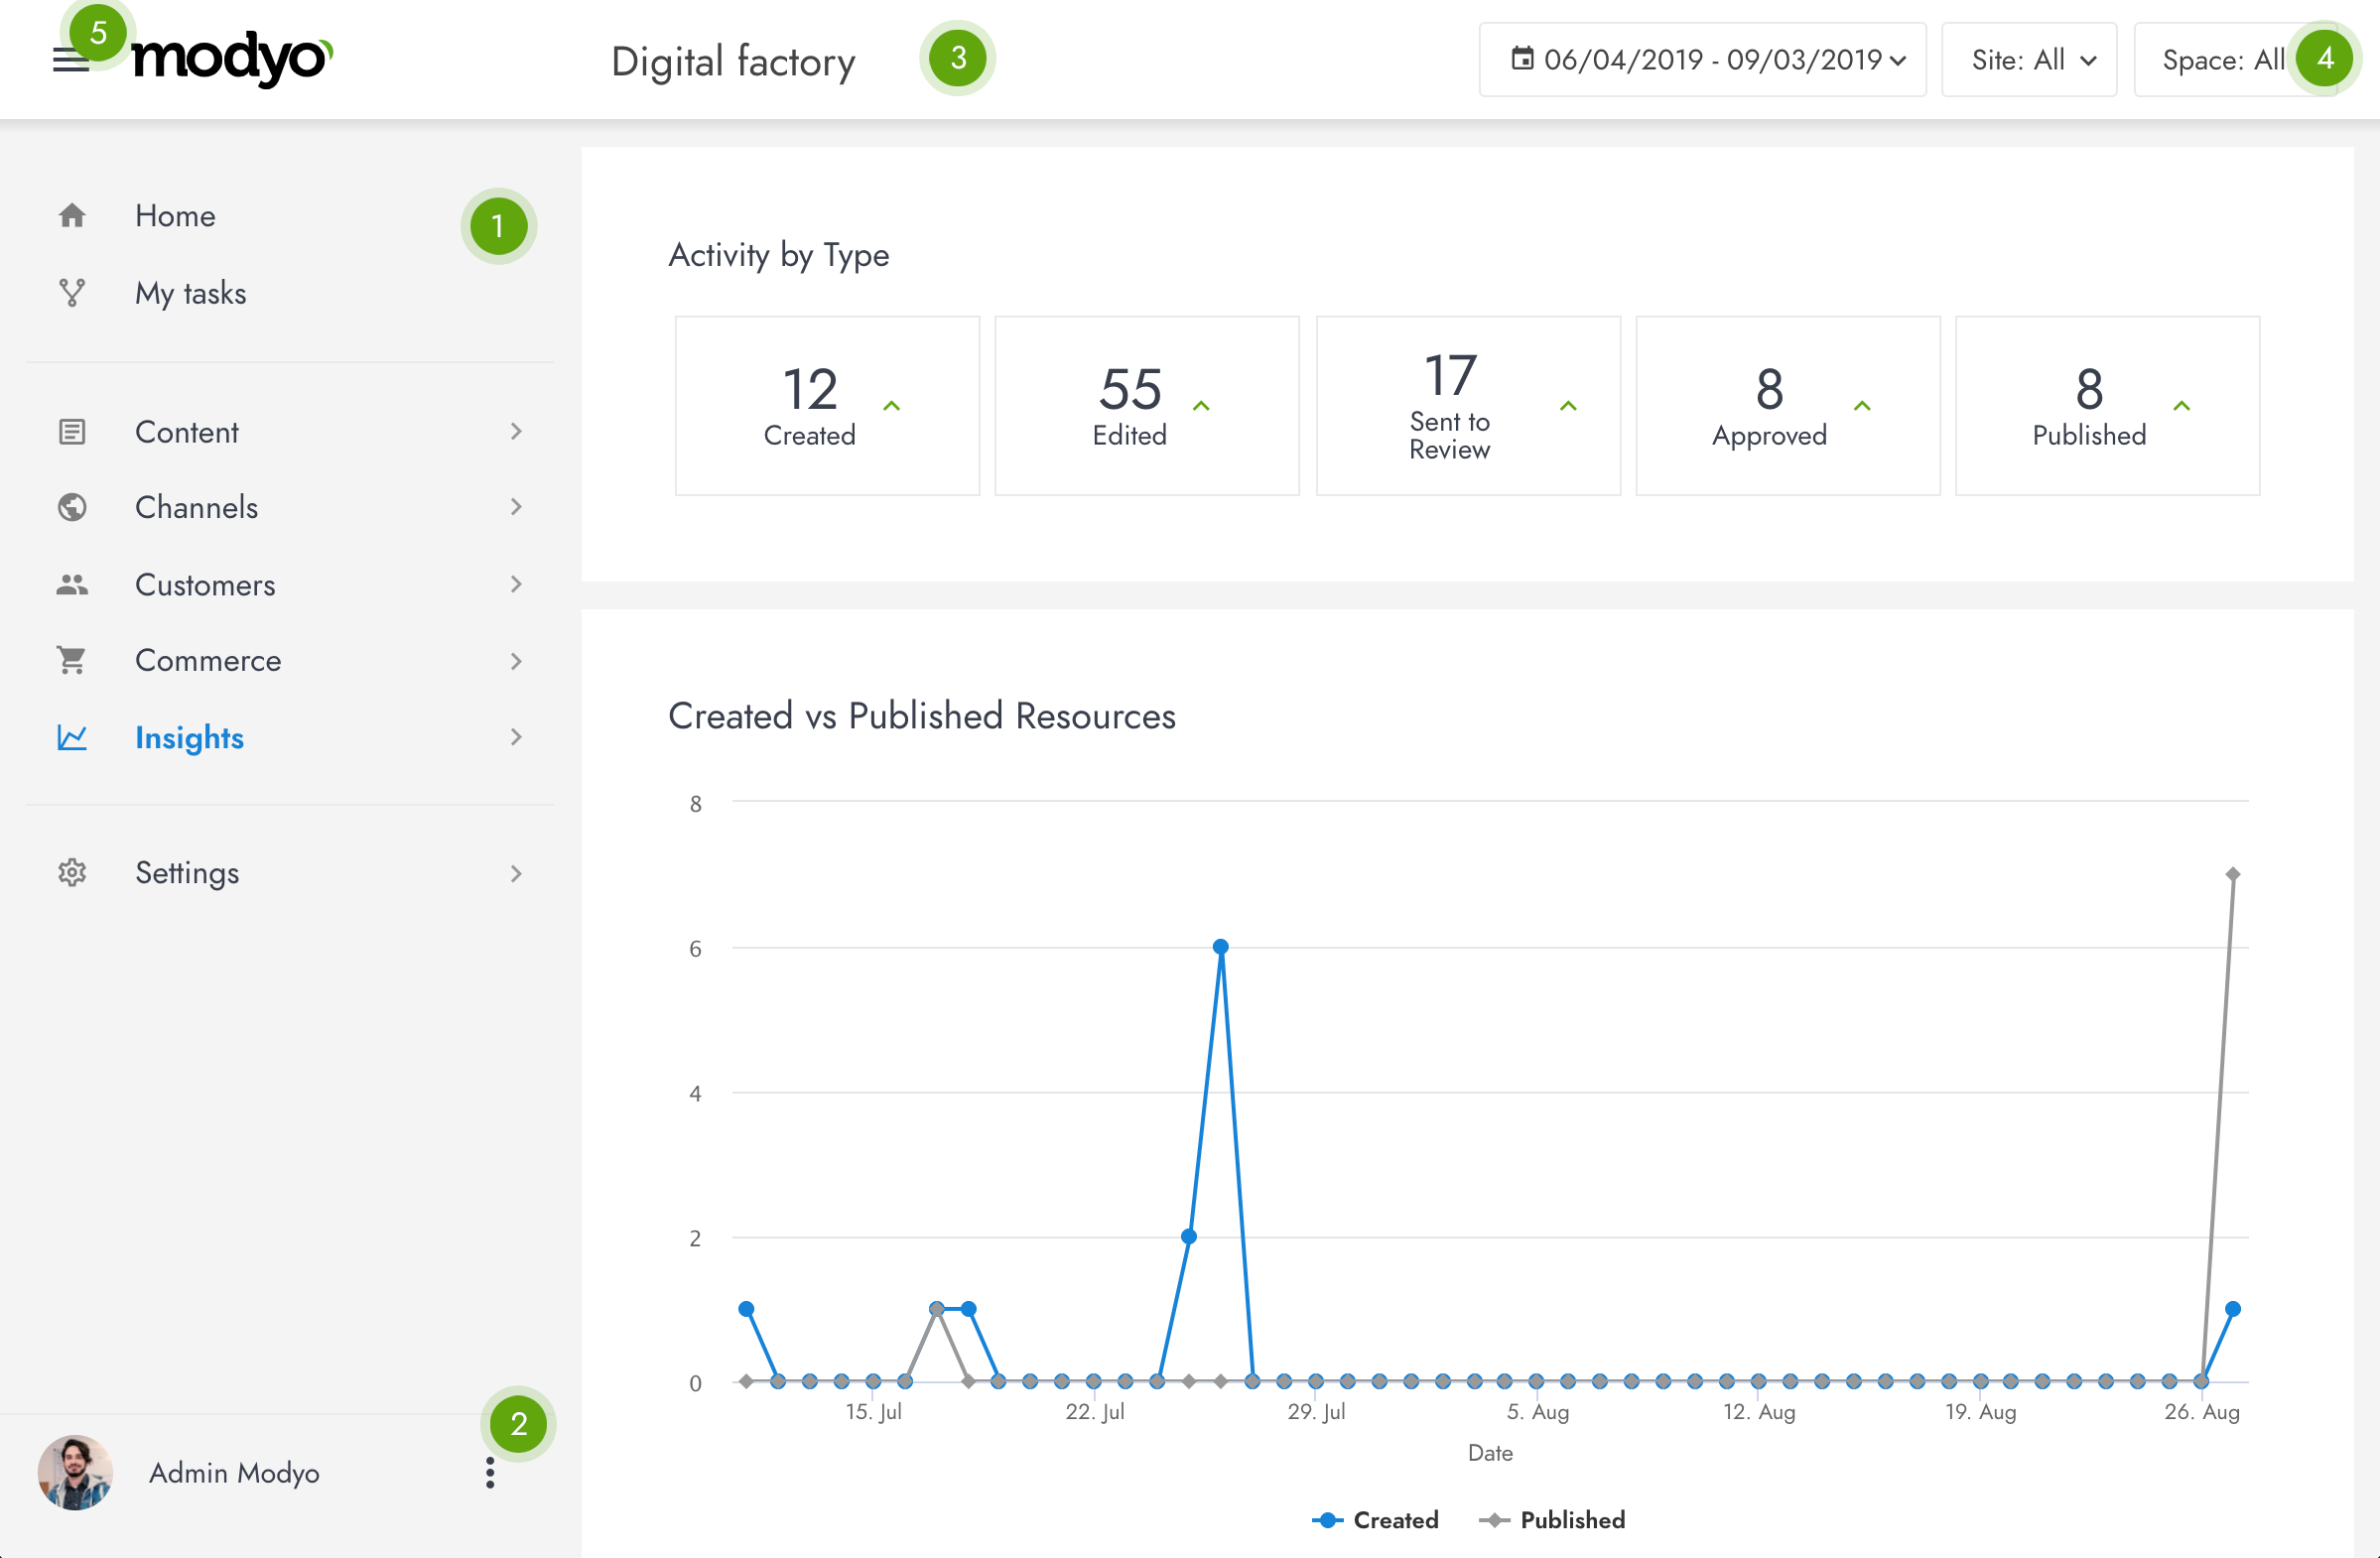 5
modyo
Digital factory
3
06/04/2019 - 09/03/2019
Site: All
Space: All
4
Home
1
My tasks
Content
Channels
Customers
Commerce
Insights
Settings
2
Admin Modyo
Activity by Type
12
Created
55
Edited
17
Sent to
Review
8
Approved
8
Published
Created vs Published Resources
8
6
4
2
0
15. Jul
22. Jul
29. Jul
5. Aug
12. Aug
19. Aug
26. Aug
Date
Created
Published